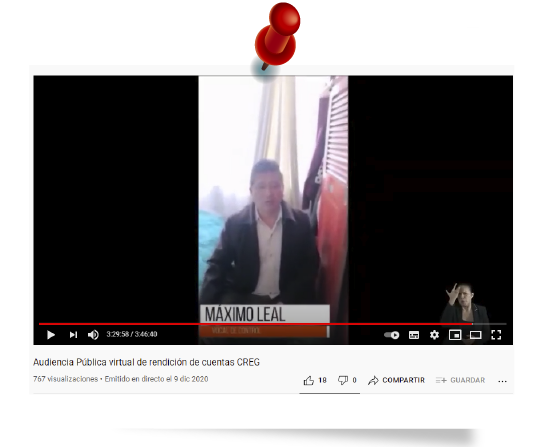 MÁXIMO LEAL
VOCAL DE CONTROL
3:29:58 / 3:46:40
Audiencia Pública virtual de rendición de cuentas CREG
767 visualizaciones • Emitido en directo el 9 dic 2020
18
0
COMPARTIR
GUARDAR